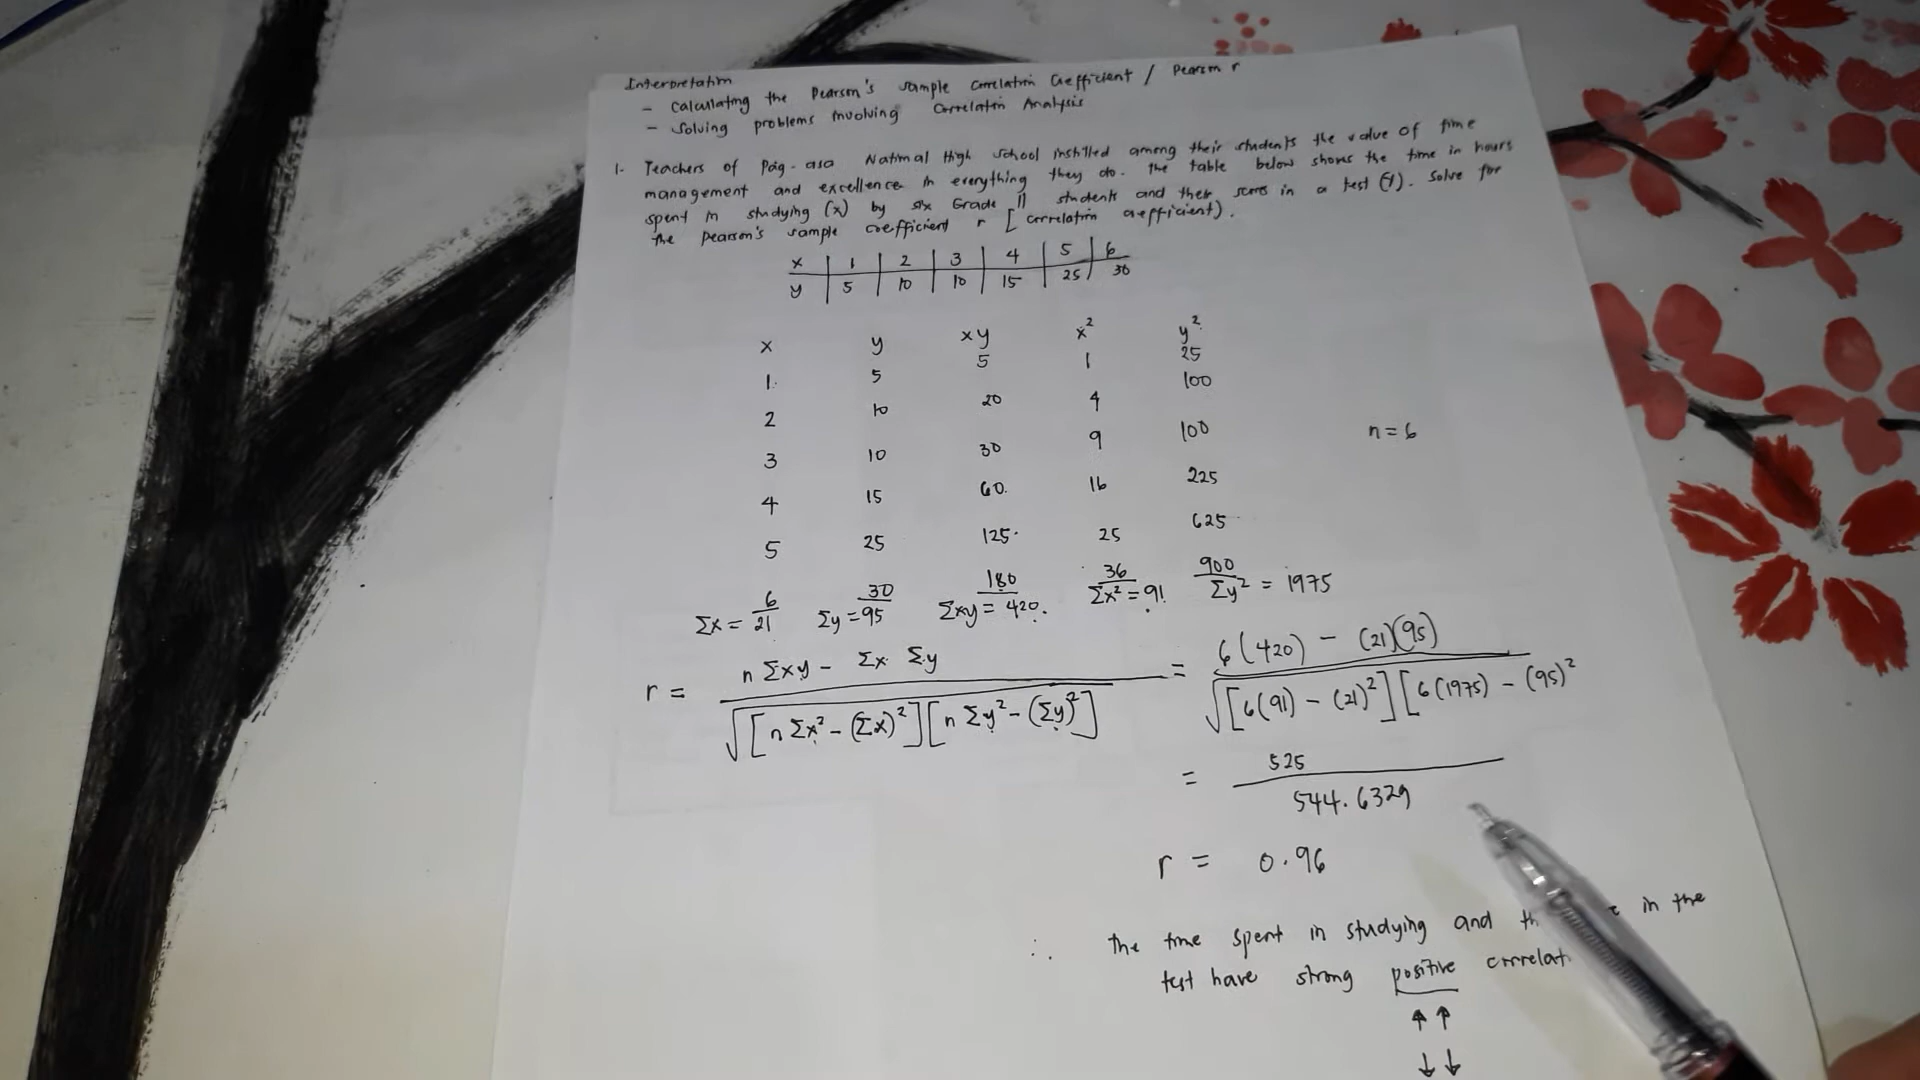 Interpretation
- Calculating the Pearson's sample Correlation Coefficient / Pearson r
- Solving problems involving Correlation Analysis
1. Teachers of Pag-asa National High School instilled among their students the value of time
management and excellence in everything they do. The table below shows the time in hours
spent in studying (x) by six Grade 11 students and their scores in a test (Y). Solve for
the Pearson's sample coefficient r [correlation coefficient).
x | 1 | 2 | 3 | 4 | 5 | 6
y | 5 | 10 | 10 | 15 | 25 | 30
x y xy x² y²
1 5 5 1 25
2 10 20 4 100
3 10 30 9 100
n = 6
4 15 60 16 225
5 25 125 25 625
6 30 180 36 900
Σx = 21 Σy = 95 Σxy = 420 Σx² = 91 Σy² = 1975
r = n Σxy - Σx Σy / √[n Σx² - (Σx)²][n Σy² - (Σy)²] = 6(420) - (21)(95) / √[6(91) - (21)²][6(1975) - (95)²
= 525 / 544.6329
r = 0.96
∴ the time spent in studying and in the
test have strong positive
↑↑
↓↓